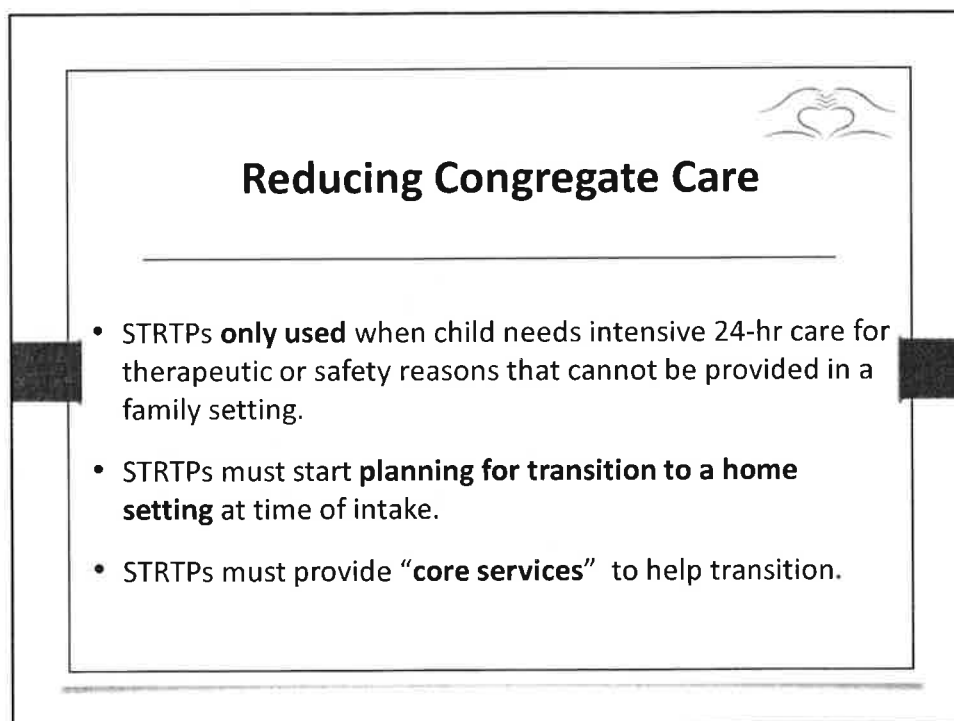 Reducing Congregate Care
• STRTPs only used when child needs intensive 24-hr care for
therapeutic or safety reasons that cannot be provided in a
family setting.
• STRTPs must start planning for transition to a home
setting at time of intake.
• STRTPs must provide “core services”  to help transition.